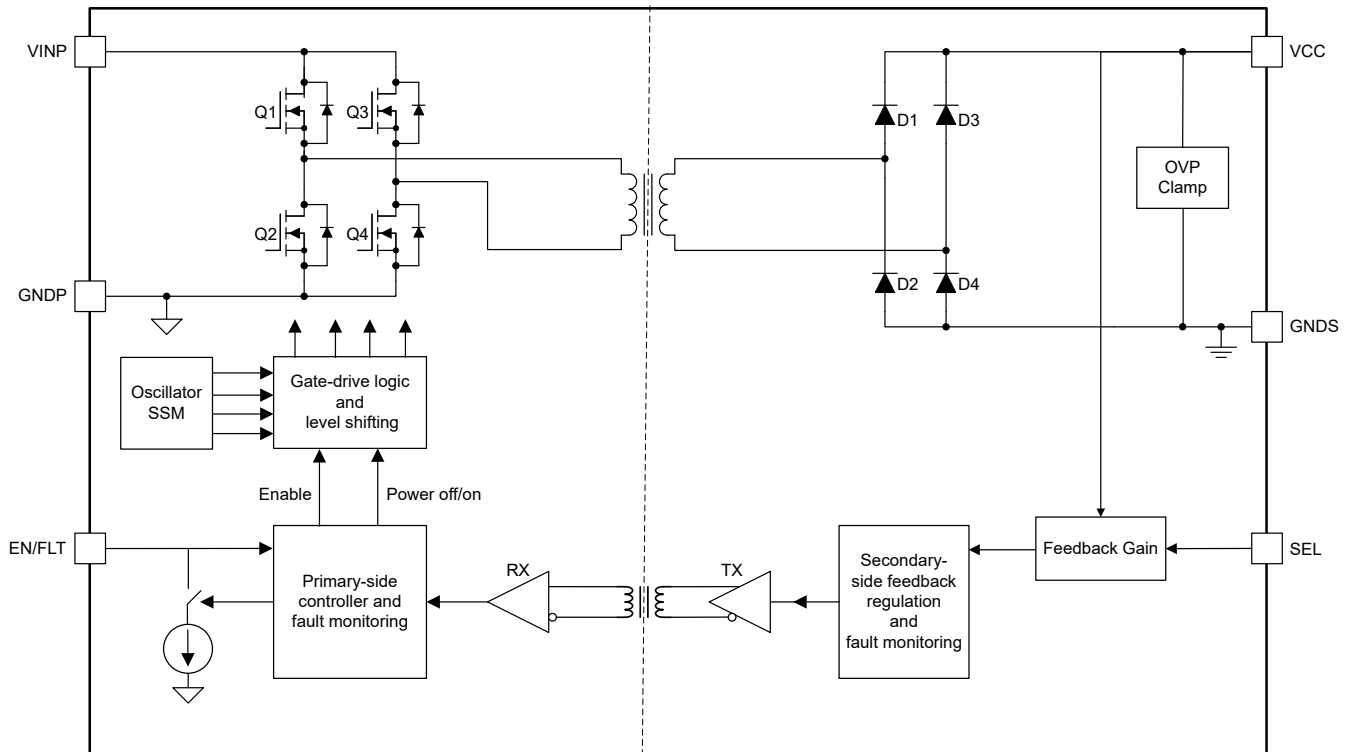 VINP
VCC
Q1
Q3
D1
D3
OVP
Clamp
Q2
Q4
D2
D4
GNDP
GNDS
Oscillator
SSM
Gate-drive logic
and
level shifting
Enable
Power off/on
EN/FLT
SEL
Primary-side
controller and
fault monitoring
RX
TX
Secondary-
side feedback
regulation
and
fault monitoring
Feedback Gain